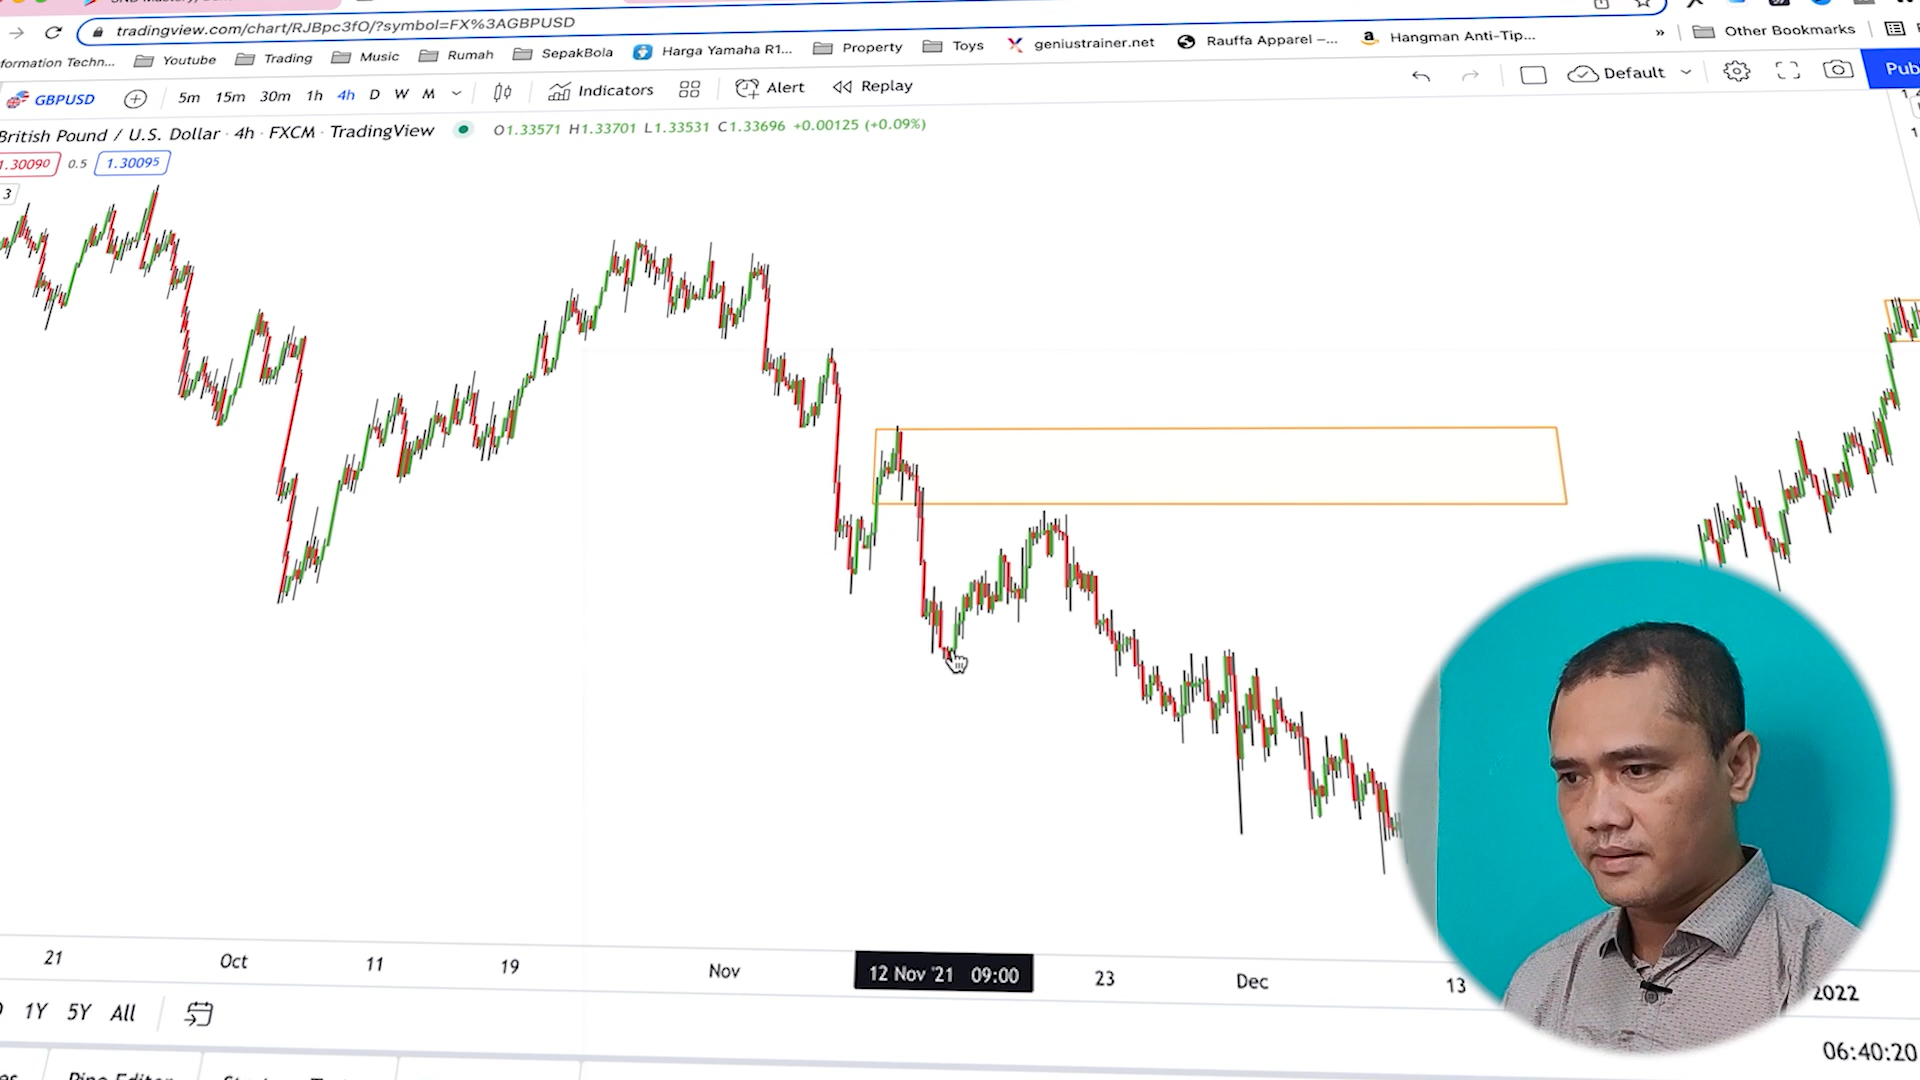 tradingview.com/chart/RJBpc3fO/?symbol=FX%3AGBPUSD
formation Techn... Youtube Trading Music Rumah SepakBola Harga Yamaha R1... Property Toys geniustrainer.net Rauffa Apparel –... Hangman Anti-Tip... » Other Bookmarks
GBPUSD 5m 15m 30m 1h 4h D W M Indicators Alert Replay Default Pub
British Pound / U.S. Dollar · 4h · FXCM · TradingView O1.33571 H1.33701 L1.33531 C1.33696 +0.00125 (+0.09%)
1.30090 0.5 1.30095
3
21 Oct 11 19 Nov 12 Nov '21 09:00 23 Dec 13 2022
1Y 5Y All
06:40:20